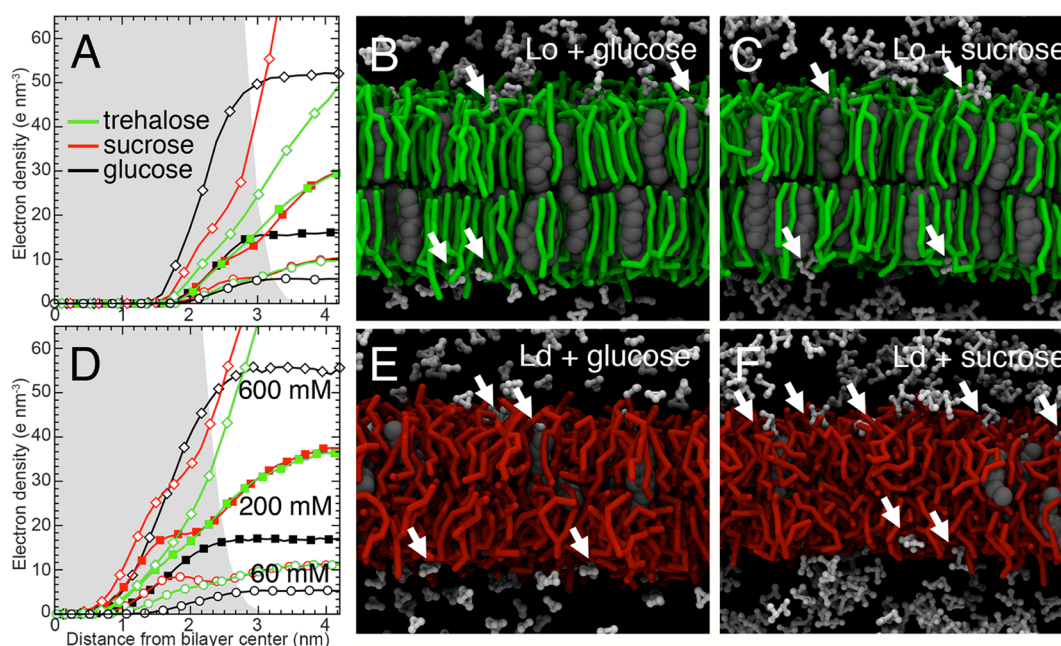 A
60
50
40
30
20
10
0
Electron density (e nm⁻³)
trehalose
sucrose
glucose
0 1 2 3 4
B
Lo + glucose
C
Lo + sucrose
D
60
50
40
30
20
10
0
Electron density (e nm⁻³)
600 mM
200 mM
60 mM
0 1 2 3 4
Distance from bilayer center (nm)
E
Ld + glucose
F
Ld + sucrose